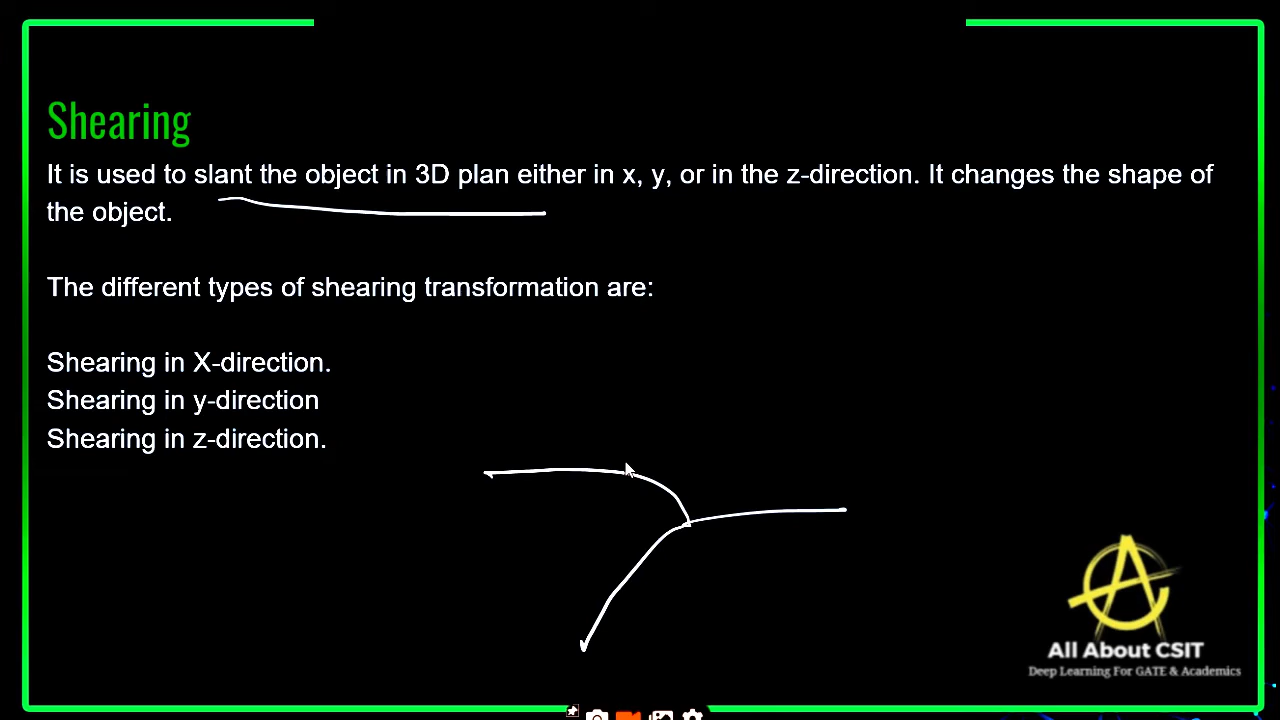 Shearing
It is used to slant the object in 3D plan either in x, y, or in the z-direction. It changes the shape of
the object.
The different types of shearing transformation are:
Shearing in X-direction.
Shearing in y-direction
Shearing in z-direction.
All About CSIT
Deep Learning For GATE & Academics